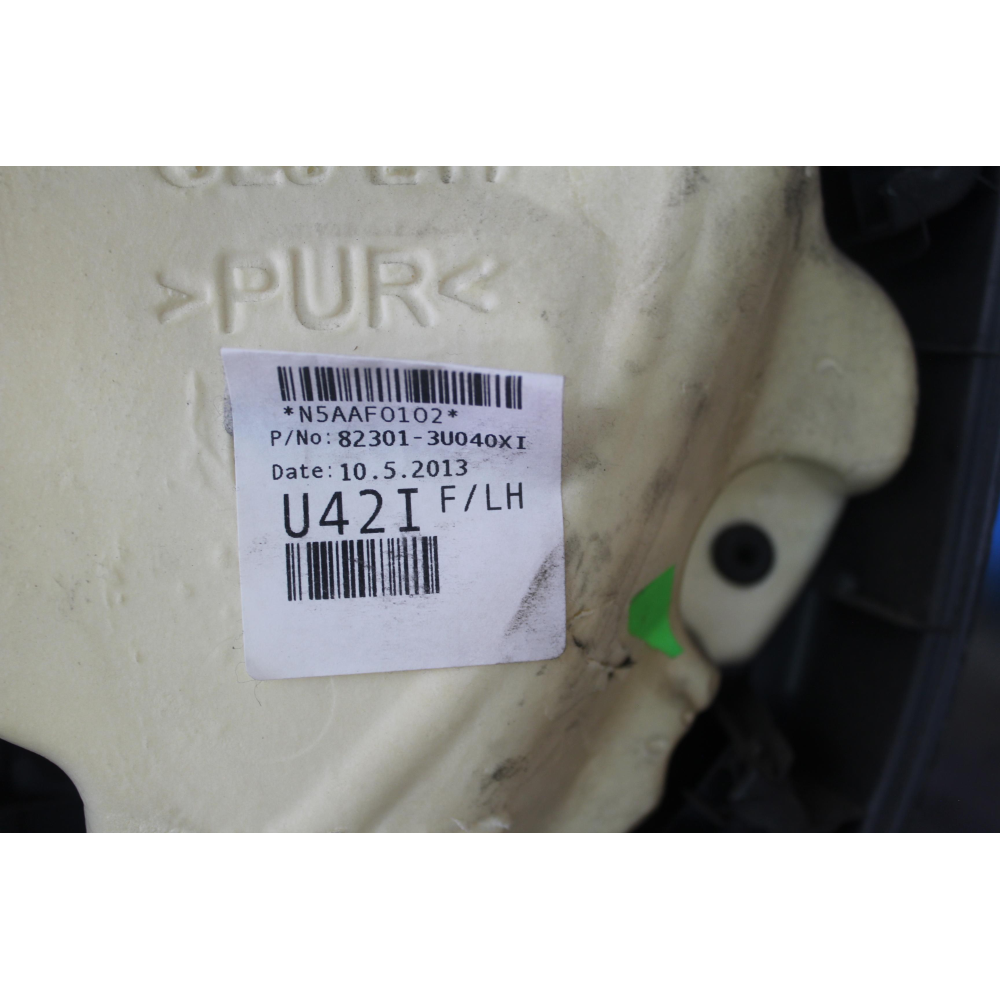 >PUR<
*N5AAF0102*
P/No: 82301-3U040XI
Date: 10.5.2013
U42I F/LH